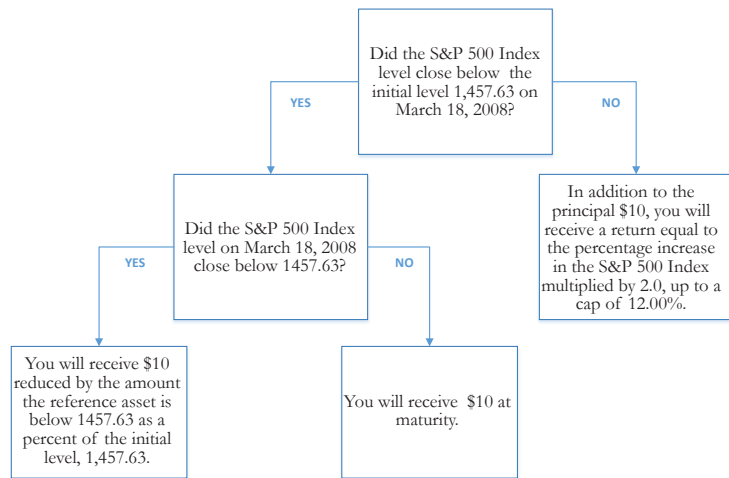 Did the S&P 500 Index
level close below the
initial level 1,457.63 on
March 18, 2008?
YES
NO
Did the S&P 500 Index
level on March 18, 2008
close below 1457.63?
In addition to the
principal $10, you will
receive a return equal to
the percentage increase
in the S&P 500 Index
multiplied by 2.0, up to a
cap of 12.00%.
YES
NO
You will receive $10
reduced by the amount
the reference asset is
below 1457.63 as a
percent of the initial
level, 1,457.63.
You will receive $10 at
maturity.